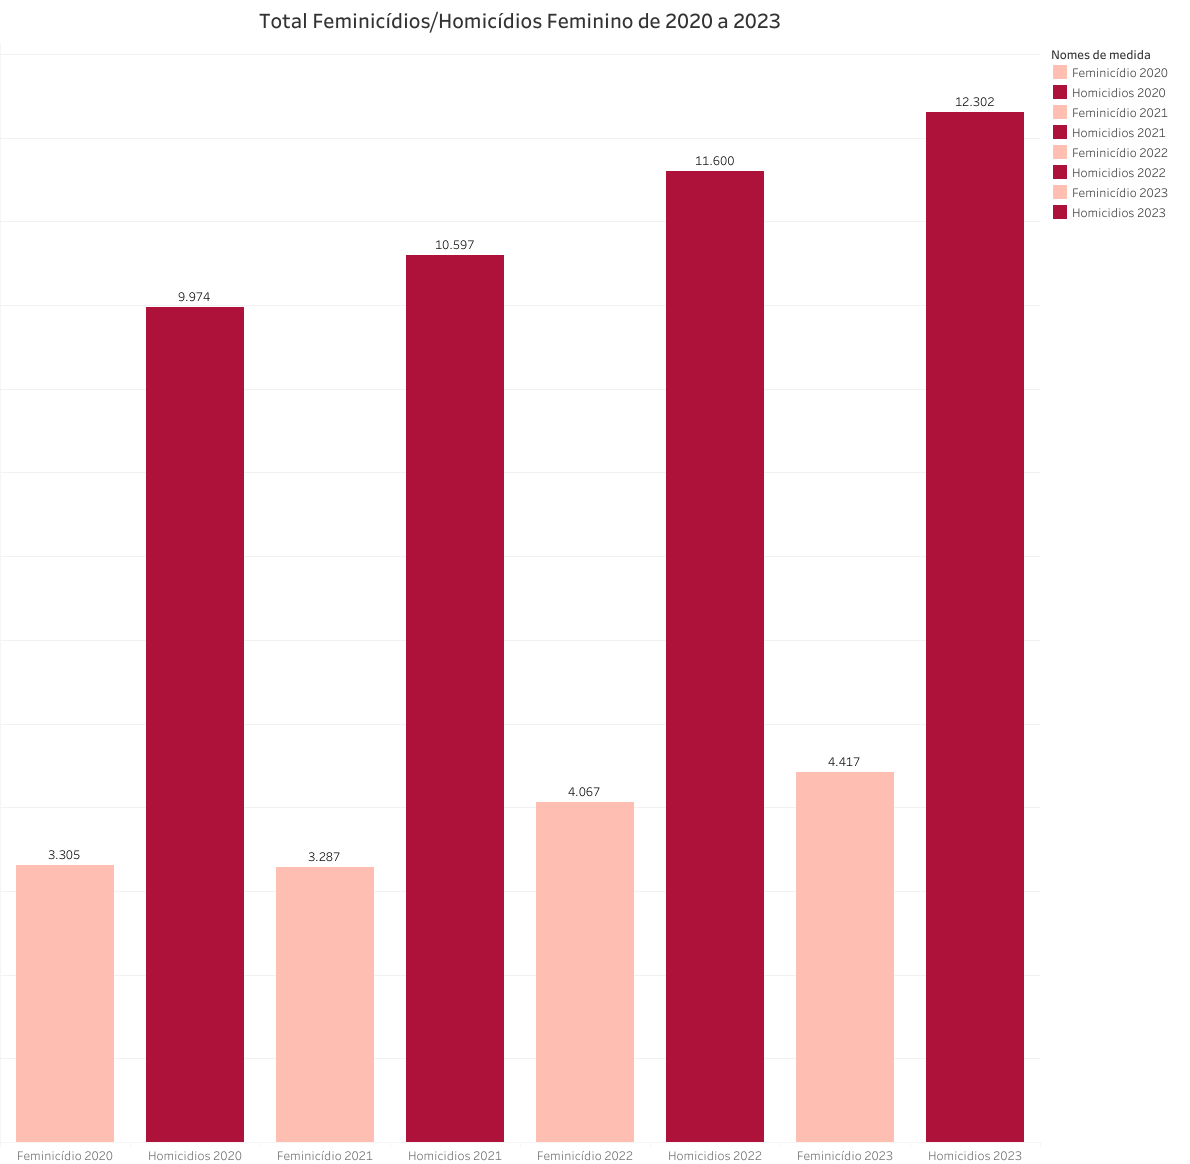 Total Feminicídios/Homicídios Feminino de 2020 a 2023
Nomes de medida
Feminicídio 2020
Homicidios 2020
Feminicídio 2021
Homicidios 2021
Feminicídio 2022
Homicidios 2022
Feminicídio 2023
Homicidios 2023
3.305
9.974
3.287
10.597
4.067
11.600
4.417
12.302
Feminicídio 2020
Homicidios 2020
Feminicídio 2021
Homicidios 2021
Feminicídio 2022
Homicidios 2022
Feminicídio 2023
Homicidios 2023